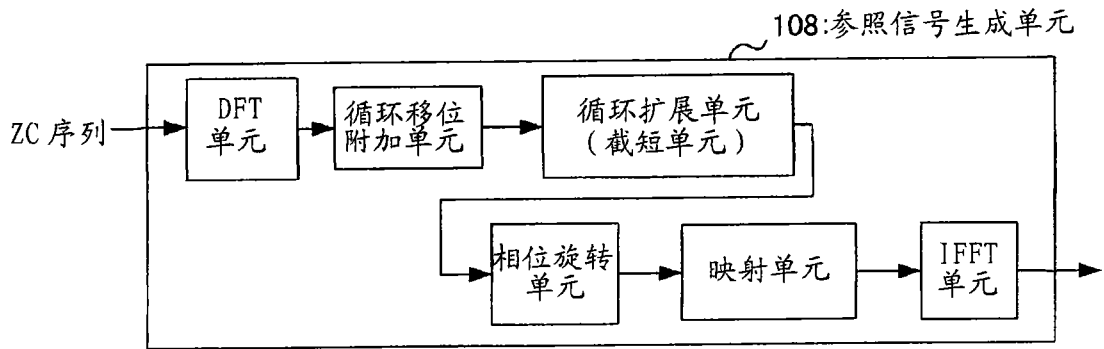 108:参照信号生成单元
ZC 序列
DFT
单元
循环移位
附加单元
循环扩展单元
(截短单元)
相位旋转
单元
映射单元
IFFT
单元